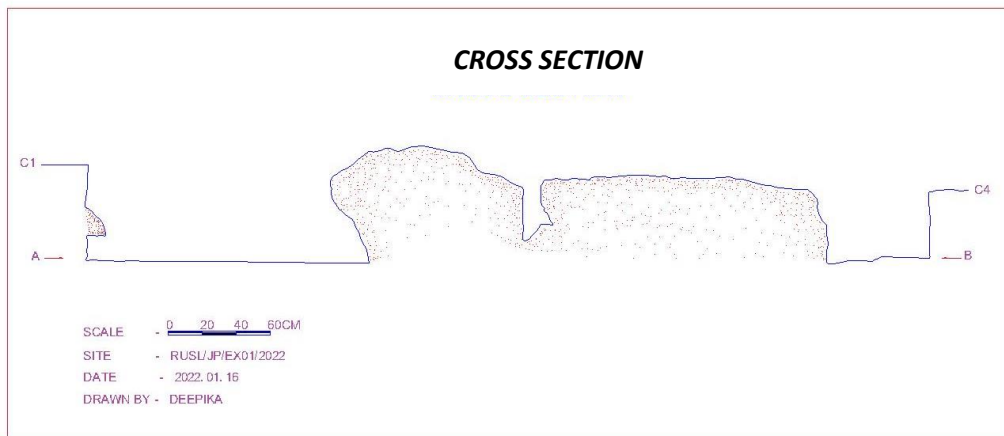 CROSS SECTION
C1
C4
A
B
SCALE - 0 20 40 60CM
SITE - RUSL/JP/EX01/2022
DATE - 2022. 01. 16
DRAWN BY - DEEPIKA